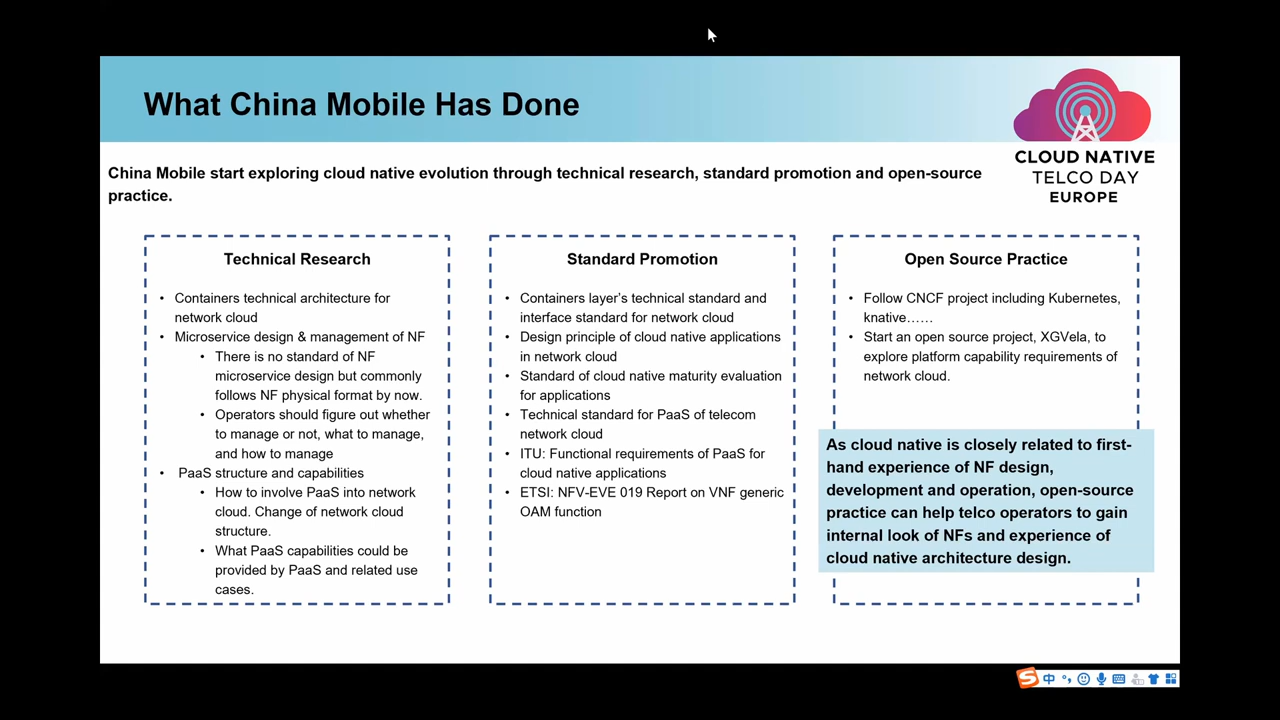 What China Mobile Has Done
CLOUD NATIVE
TELCO DAY
EUROPE
China Mobile start exploring cloud native evolution through technical research, standard promotion and open-source
practice.
Technical Research
• Containers technical architecture for
network cloud
• Microservice design & management of NF
• There is no standard of NF
microservice design but commonly
follows NF physical format by now.
• Operators should figure out whether
to manage or not, what to manage,
and how to manage
• PaaS structure and capabilities
• How to involve PaaS into network
cloud. Change of network cloud
structure.
• What PaaS capabilities could be
provided by PaaS and related use
cases.
Standard Promotion
• Containers layer’s technical standard and
interface standard for network cloud
• Design principle of cloud native applications
in network cloud
• Standard of cloud native maturity evaluation
for applications
• Technical standard for PaaS of telecom
network cloud
• ITU: Functional requirements of PaaS for
cloud native applications
• ETSI: NFV-EVE 019 Report on VNF generic
OAM function
Open Source Practice
• Follow CNCF project including Kubernetes,
knative……
• Start an open source project, XGVela, to
explore platform capability requirements of
network cloud.
As cloud native is closely related to first-
hand experience of NF design,
development and operation, open-source
practice can help telco operators to gain
internal look of NFs and experience of
cloud native architecture design.
S 中